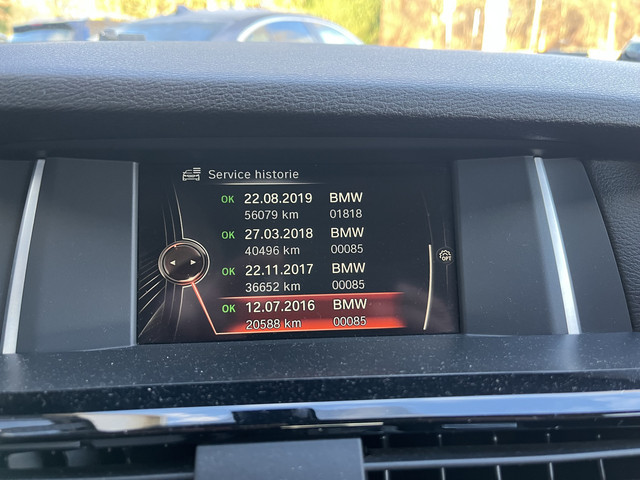 Service historie
OK 22.08.2019 BMW
56079 km 01818
OK 27.03.2018 BMW
40496 km 00085
OK 22.11.2017 BMW
36652 km 00085
OK 12.07.2016 BMW
20588 km 00085
OPT